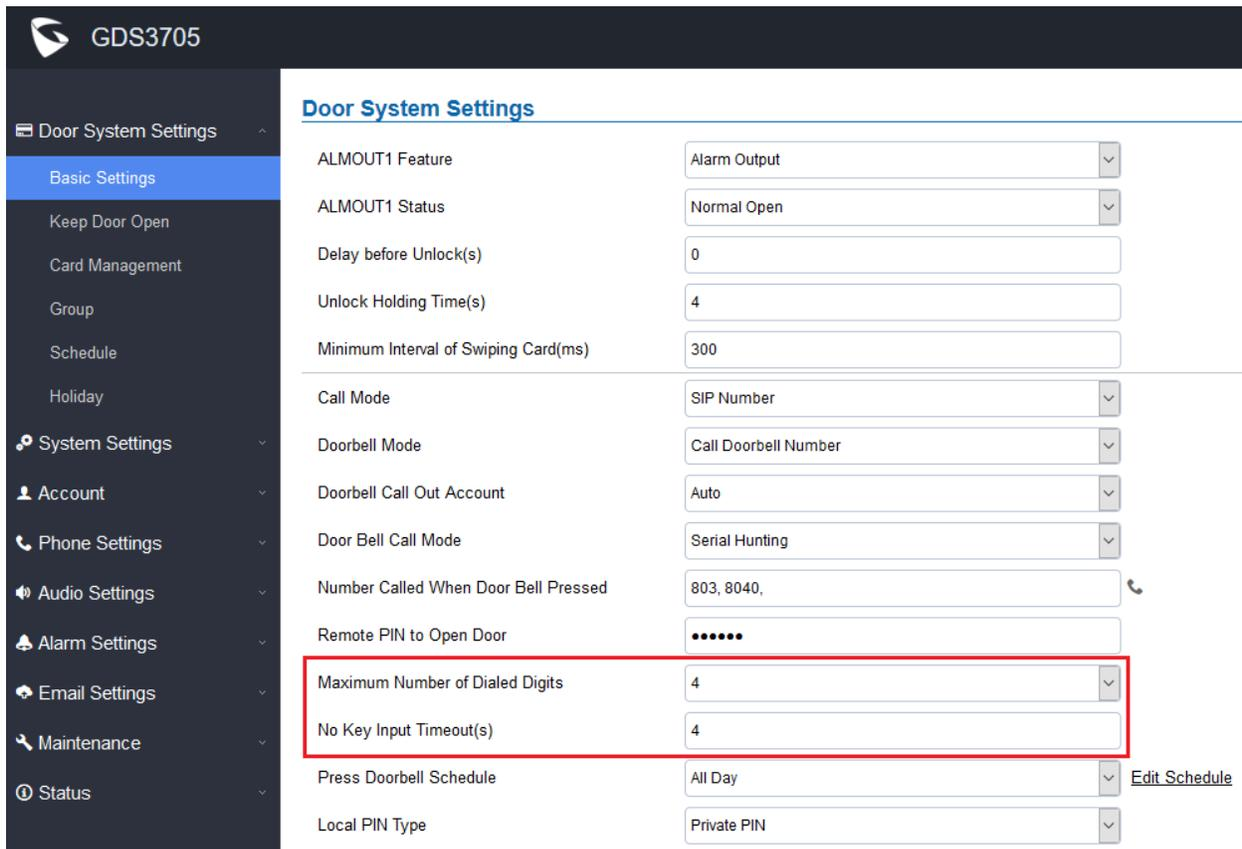 GDS3705
Door System Settings
Basic Settings
Keep Door Open
Card Management
Group
Schedule
Holiday
System Settings
Account
Phone Settings
Audio Settings
Alarm Settings
Email Settings
Maintenance
Status
Door System Settings
ALMOUT1 Feature Alarm Output
ALMOUT1 Status Normal Open
Delay before Unlock(s) 0
Unlock Holding Time(s) 4
Minimum Interval of Swiping Card(ms) 300
Call Mode SIP Number
Doorbell Mode Call Doorbell Number
Doorbell Call Out Account Auto
Door Bell Call Mode Serial Hunting
Number Called When Door Bell Pressed 803, 8040,
Remote PIN to Open Door ●●●●●●
Maximum Number of Dialed Digits 4
No Key Input Timeout(s) 4
Press Doorbell Schedule All Day Edit Schedule
Local PIN Type Private PIN